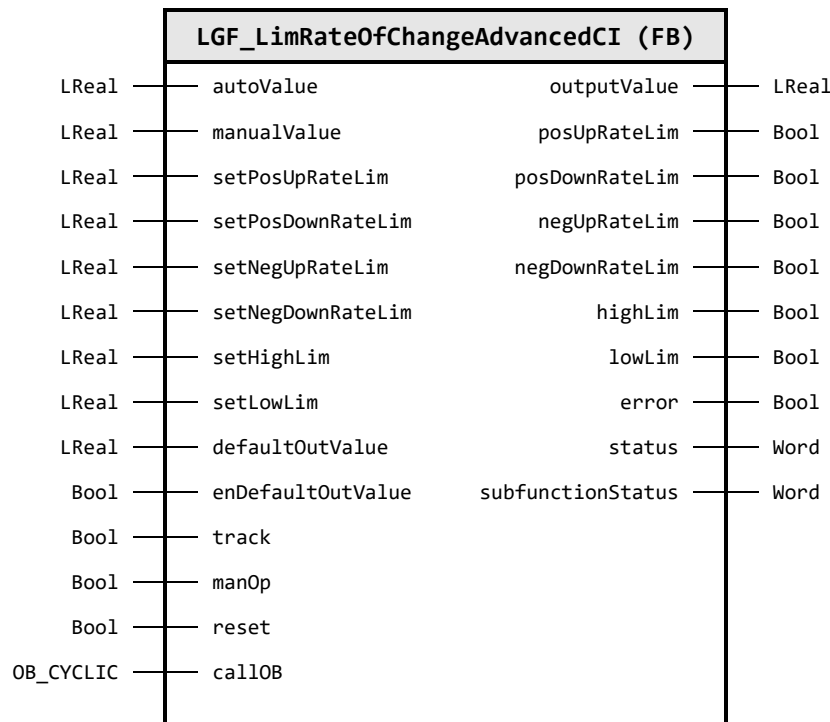 LGF_LimRateOfChangeAdvancedCI (FB)
LReal autoValue outputValue LReal
LReal manualValue posUpRateLim Bool
LReal setPosUpRateLim posDownRateLim Bool
LReal setPosDownRateLim negUpRateLim Bool
LReal setNegUpRateLim negDownRateLim Bool
LReal setNegDownRateLim highLim Bool
LReal setHighLim lowLim Bool
LReal setLowLim error Bool
LReal defaultOutValue status Word
Bool enDefaultOutValue subfunctionStatus Word
Bool track
Bool manOp
Bool reset
OB_CYCLIC callOB